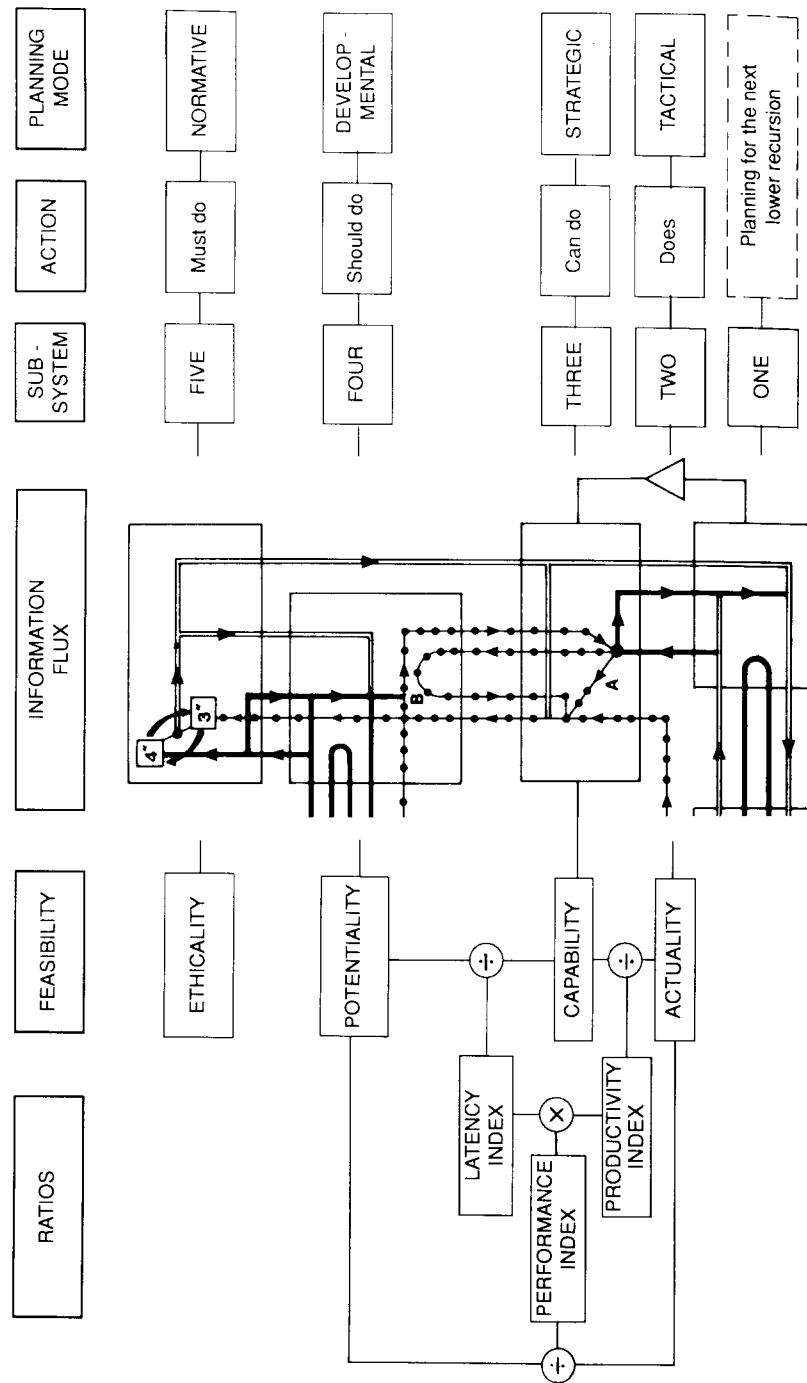 RATIOS
FEASIBILITY
INFORMATION
FLUX
SUB -
SYSTEM
ACTION
PLANNING
MODE
ETHICALITY
4"
3"
FIVE
Must do
NORMATIVE
POTENTIALITY
FOUR
Should do
DEVELOP -
MENTAL
÷
LATENCY
INDEX
B
PERFORMANCE
INDEX
×
CAPABILITY
A
THREE
Can do
STRATEGIC
÷
PRODUCTIVITY
INDEX
÷
ACTUALITY
TWO
Does
TACTICAL
ONE
Planning for the next
lower recursion